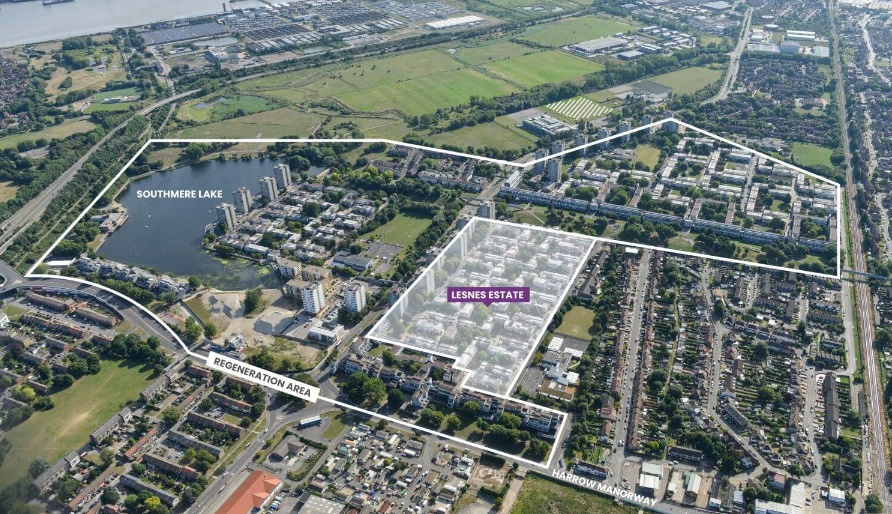 SOUTHMERE LAKE
LESNES ESTATE
REGENERATION AREA
HARROW MANORWAY